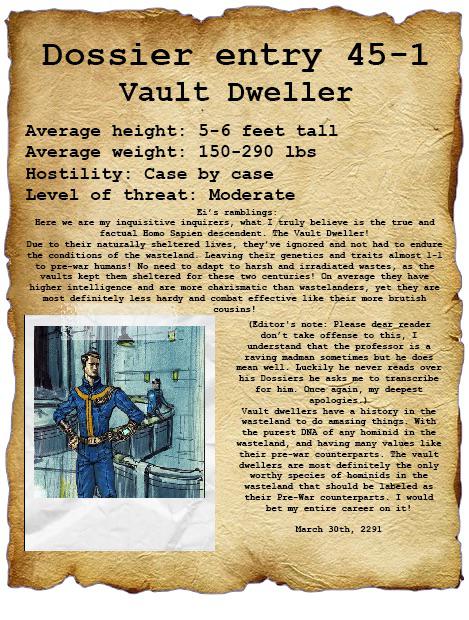 Dossier entry 45-1
Vault Dweller
Average height: 5-6 feet tall
Average weight: 150-290 lbs
Hostility: Case by case
Level of threat: Moderate
Ei's ramblings:
Here we are my inquisitive inquirers, what I truly believe is the true and
factual Homo Sapien descendent. The Vault Dweller!
Due to their naturally sheltered lives, they've ignored and not had to endure
the conditions of the wasteland. Leaving their genetics and traits almost 1-1
to pre-war humans! No need to adapt to harsh and irradiated wastes, as the
vaults kept them sheltered for these two centuries! On average they have
higher intelligence and are more charismatic than wastelanders, yet they are
most definitely less hardy and combat effective like their more brutish
cousins!
(Editor's note: Please dear reader
don't take offense to this, I
understand that the professor is a
raving madman sometimes but he does
mean well. Luckily he never reads over
his Dossiers he asks me to transcribe
for him. Once again, my deepest
apologies.)
Vault dwellers have a history in the
wasteland to do amasing things. With
the purest DNA of any hominid in the
wasteland, and having many values like
their pre-war counterparts. The vault
dwellers are most definitely the only
worthy species of hominids in the
wasteland that should be labeled as
their Pre-War counterparts. I would
bet my entire career on it!
March 30th, 2291